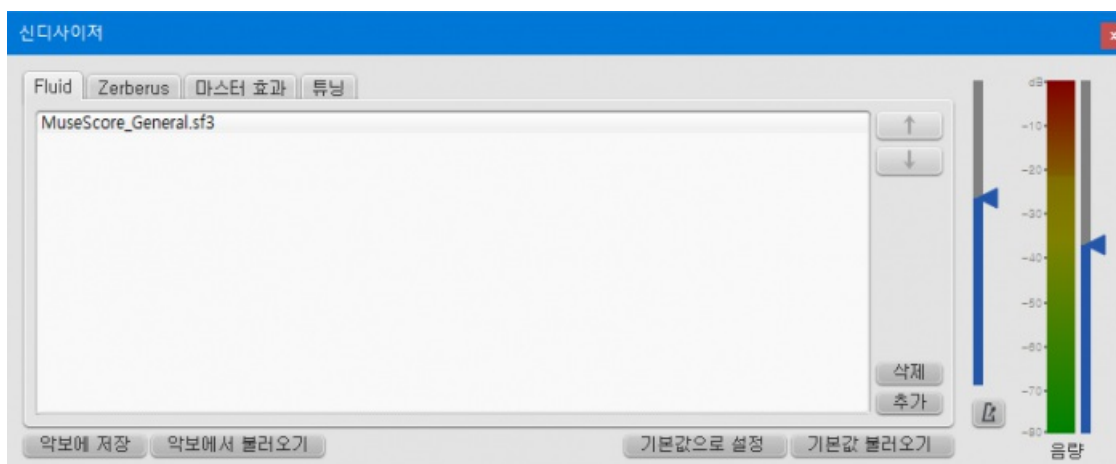 신디사이저
Fluid Zerberus 마스터 효과 튜닝
MuseScore_General.sf3
삭제
추가
악보에 저장 악보에서 불러오기 기본값으로 설정 기본값 불러오기
dB
-10
-20
-30
-40
-50
-60
-70
-80
음량